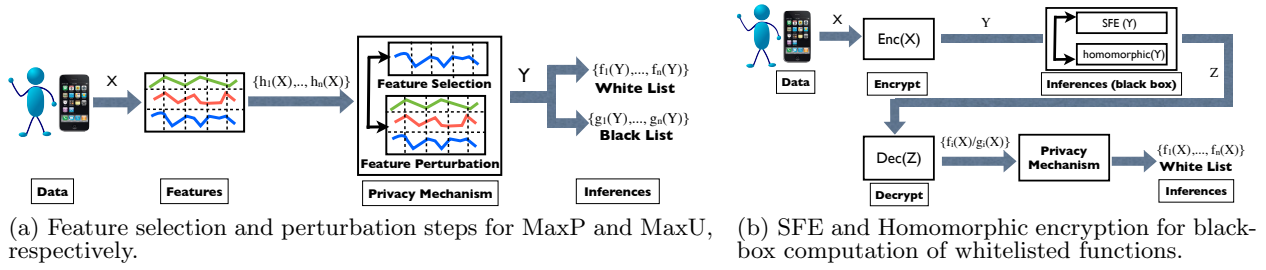 X
{h₁(X),.., hₙ(X)}
Feature Selection
Feature Perturbation
Y
{f₁(Y),..., fₙ(Y)}
White List
{g₁(Y),..., gₙ(Y)}
Black List
Data
Features
Privacy Mechanism
Inferences
(a) Feature selection and perturbation steps for MaxP and MaxU,
respectively.
X
Enc(X)
Y
SFE (Y)
homomorphic(Y)
Z
Data
Encrypt
Inferences (black box)
Dec(Z)
{fᵢ(X)/gᵢ(X)}
Privacy
Mechanism
{f₁(X),..., fₙ(X)}
White List
Decrypt
Inferences
(b) SFE and Homomorphic encryption for black-
box computation of whitelisted functions.